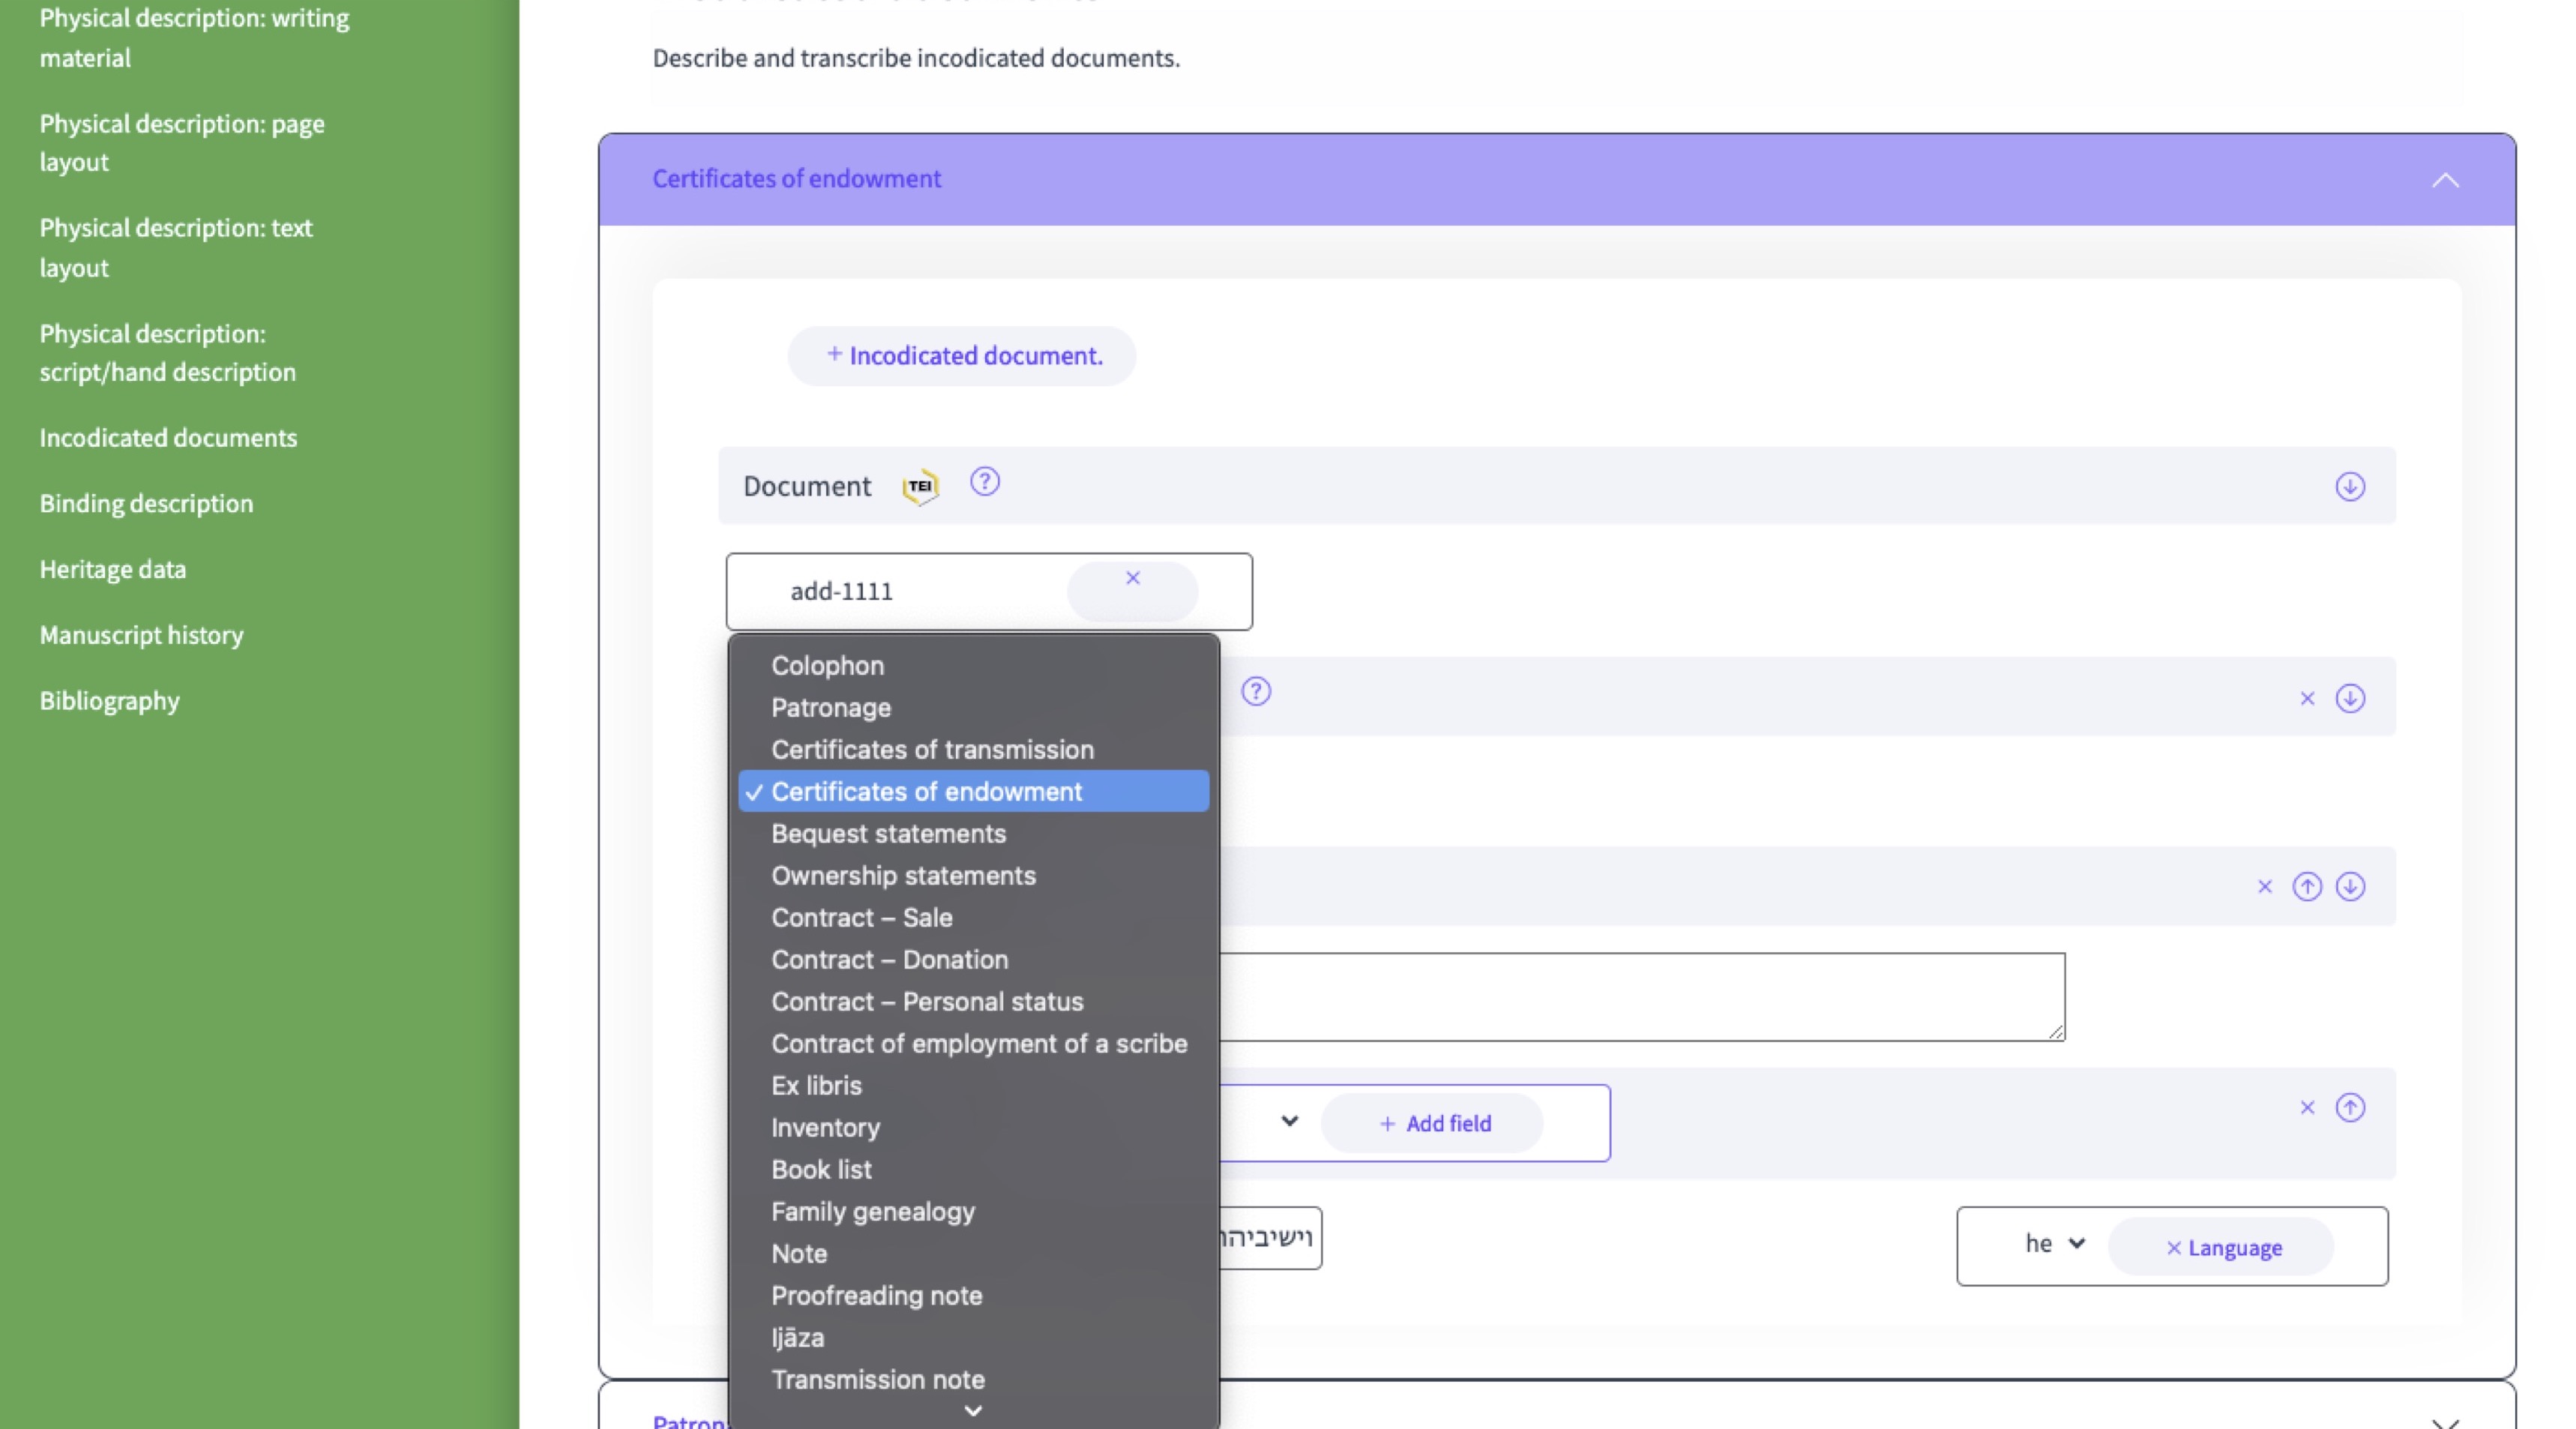 Physical description: writing
material
Physical description: page
layout
Physical description: text
layout
Physical description:
script/hand description
Incodicated documents
Binding description
Heritage data
Manuscript history
Bibliography
Describe and transcribe incodicated documents.
Certificates of endowment
+ Incodicated document.
Document TEI ?
add-1111 ×
Colophon
Patronage
Certificates of transmission
✓ Certificates of endowment
Bequest statements
Ownership statements
Contract – Sale
Contract – Donation
Contract – Personal status
Contract of employment of a scribe
Ex libris
Inventory
Book list
Family genealogy
Note
Proofreading note
Ijāza
Transmission note
?
+ Add field
he × Language